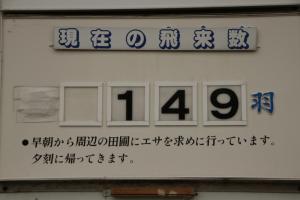 現在の飛来数
149羽
●早朝から周辺の田圃にエサを求めに行っています。
夕刻に帰ってきます。